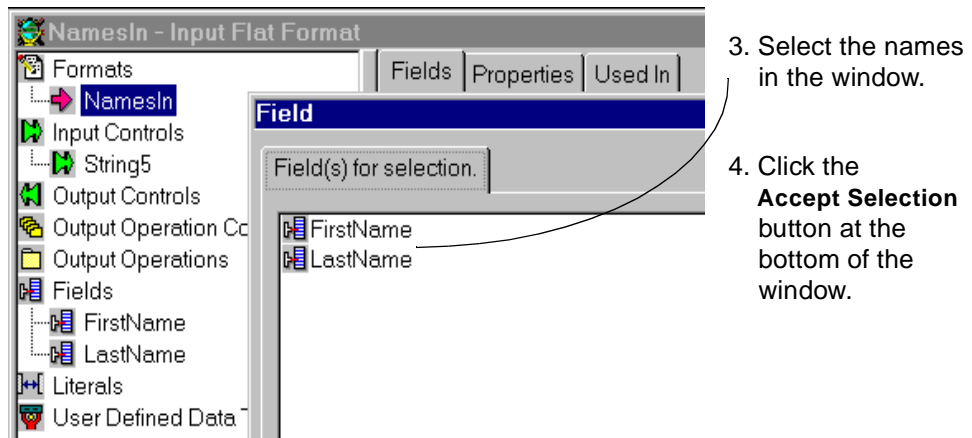 NamesIn - Input Flat Format
Formats
NamesIn
Input Controls
String5
Output Controls
Output Operation Co
Output Operations
Fields
FirstName
LastName
Literals
User Defined Data
Fields Properties Used In
Field
Field(s) for selection.
FirstName
LastName
3. Select the names
in the window.
4. Click the
Accept Selection
button at the
bottom of the
window.